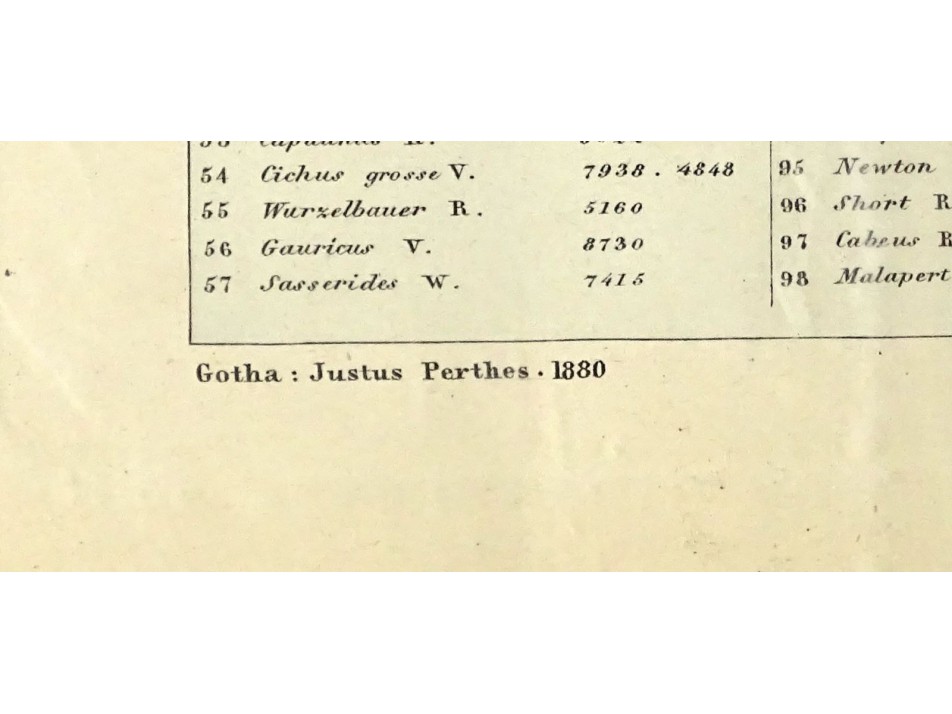 54 Cichus grosse V. 7938 . 4848
55 Wurzelbauer R. 5160
56 Gauricus V. 8730
57 Sasserides W. 7415
95 Newton
96 Short R
97 Cabeus R
98 Malapert
Gotha : Justus Perthes . 1880